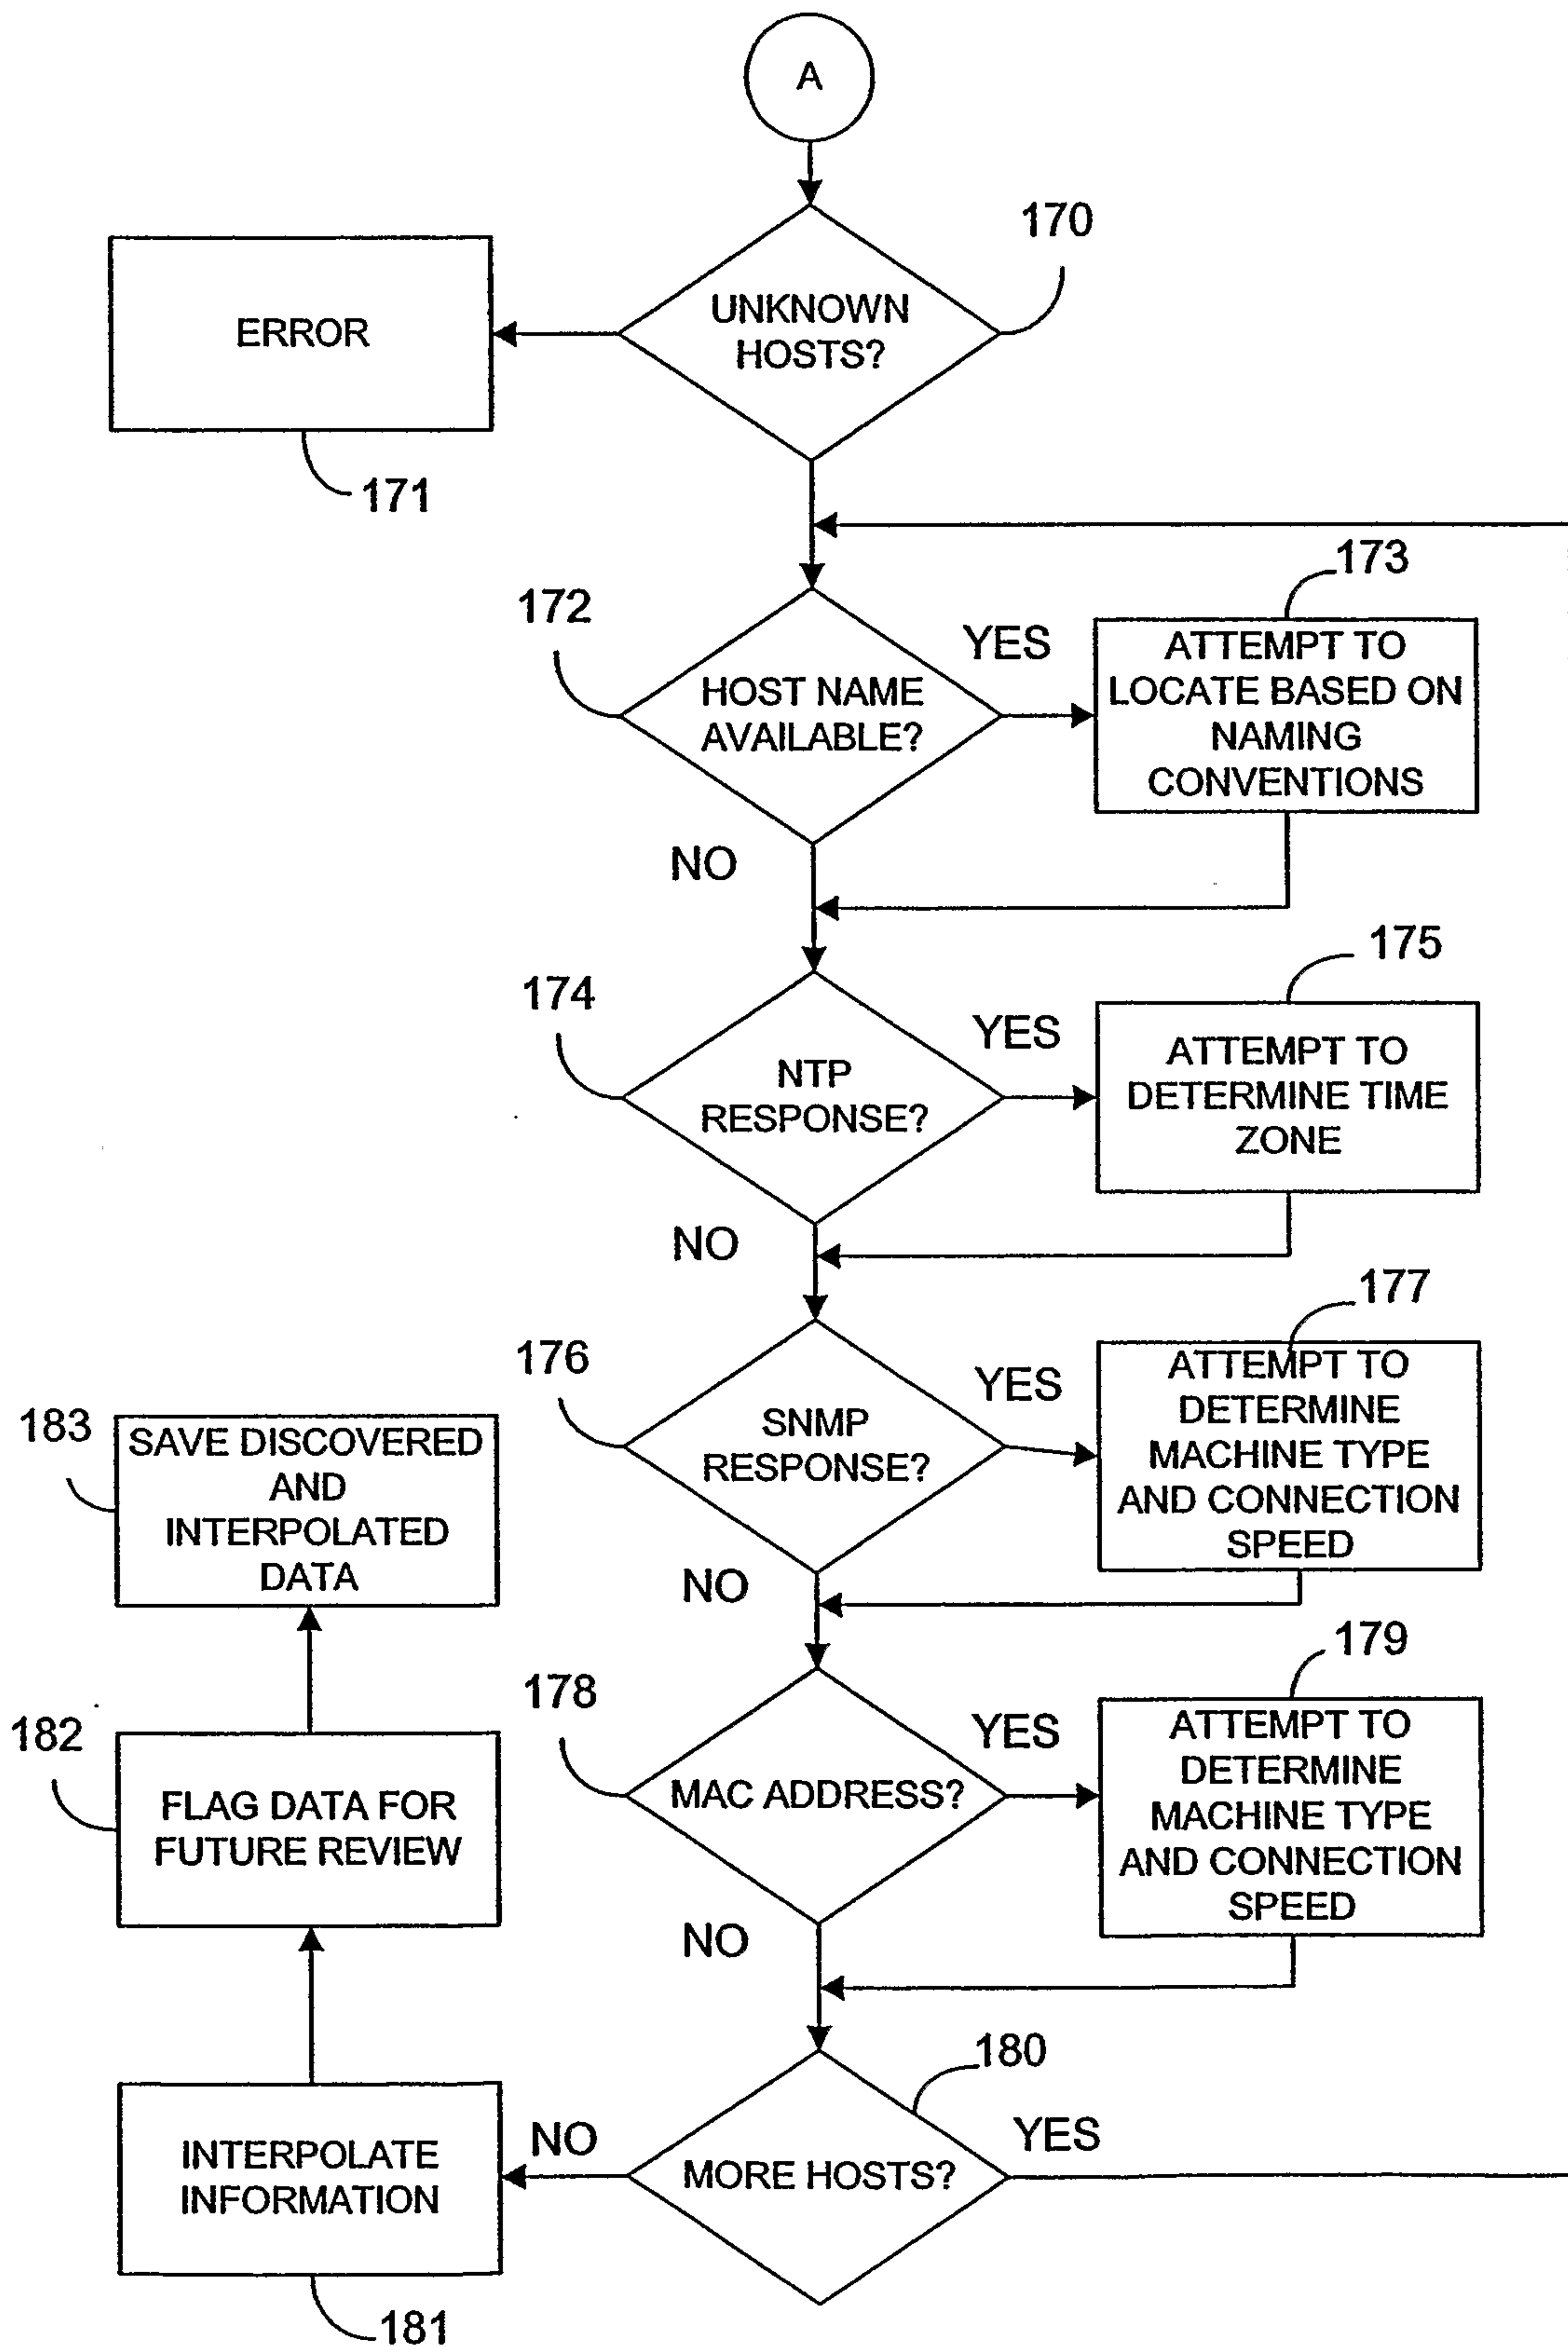 A
170
UNKNOWN
HOSTS?
ERROR
171
172
HOST NAME
AVAILABLE?
YES
NO
173
ATTEMPT TO
LOCATE BASED ON
NAMING
CONVENTIONS
174
NTP
RESPONSE?
YES
NO
175
ATTEMPT TO
DETERMINE TIME
ZONE
176
SNMP
RESPONSE?
YES
NO
177
ATTEMPT TO
DETERMINE
MACHINE TYPE
AND CONNECTION
SPEED
178
MAC ADDRESS?
YES
NO
179
ATTEMPT TO
DETERMINE
MACHINE TYPE
AND CONNECTION
SPEED
180
MORE HOSTS?
YES
NO
INTERPOLATE
INFORMATION
181
182
FLAG DATA FOR
FUTURE REVIEW
183
SAVE DISCOVERED
AND
INTERPOLATED
DATA